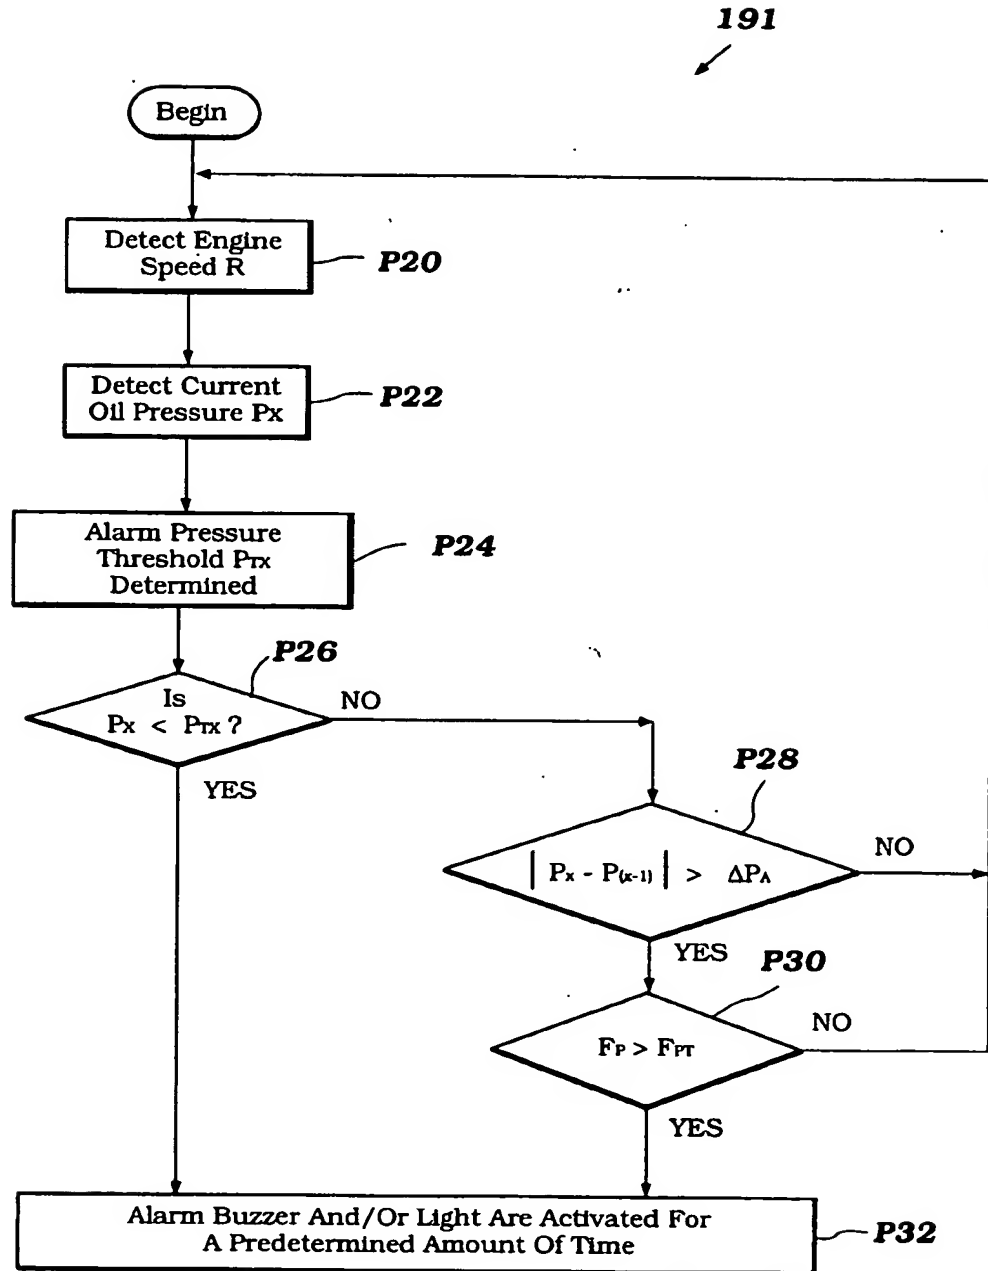 191
Begin
Detect Engine
Speed R
P20
Detect Current
Oil Pressure Px
P22
Alarm Pressure
Threshold PTX
Determined
P24
P26
Is
PX < PTX ?
NO
YES
P28
| Px - P(x-1) | > ΔPA
NO
YES
P30
FP > FPT
NO
YES
Alarm Buzzer And/Or Light Are Activated For
A Predetermined Amount Of Time
P32